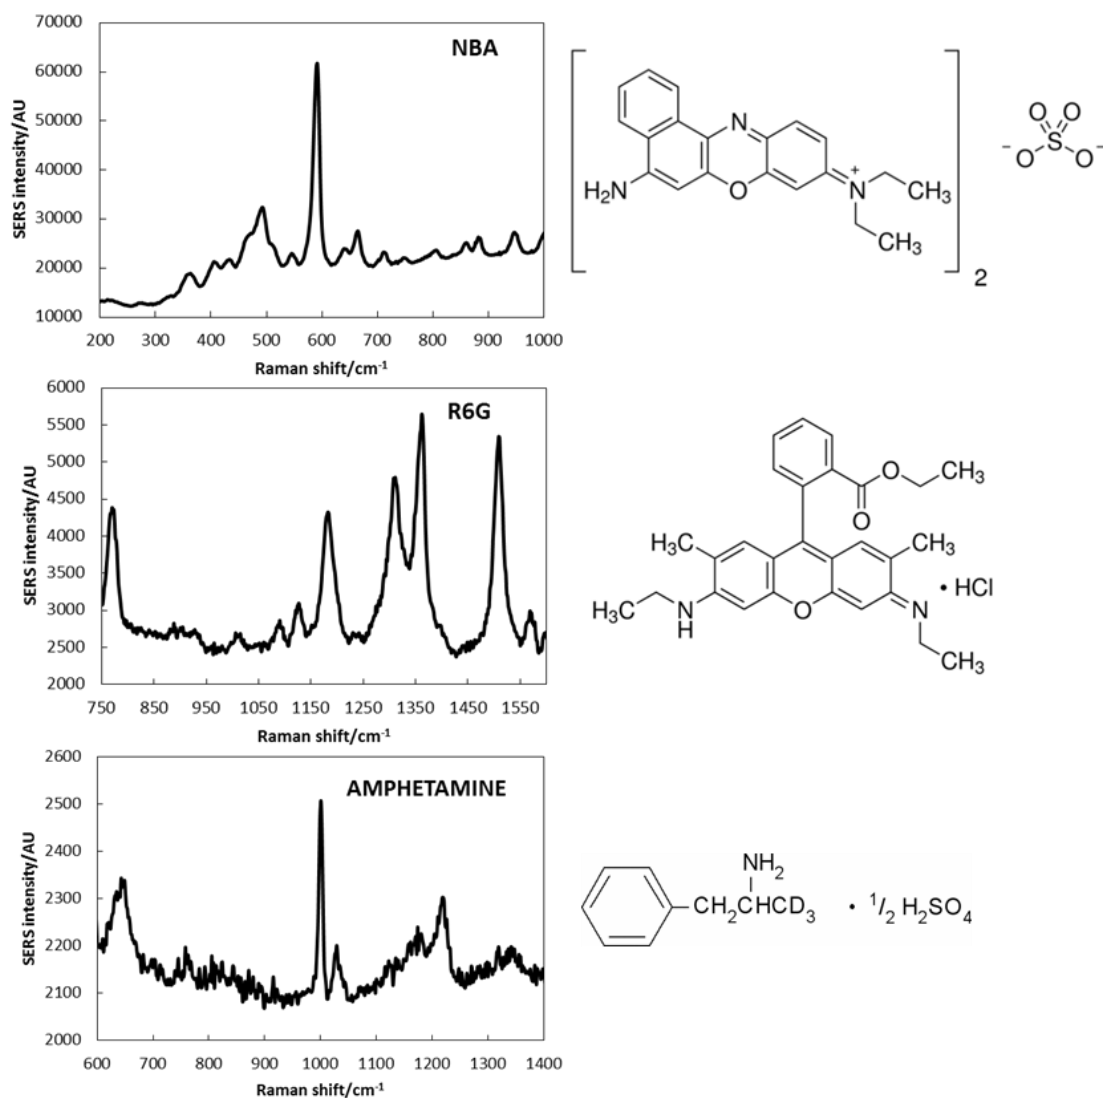 NBA
SERS intensity/AU
70000
60000
50000
40000
30000
20000
10000
200 300 400 500 600 700 800 900 1000
Raman shift/cm⁻¹
N
O
H₂N
N⁺
CH₃
CH₃
2
O O
S
⁻O O⁻
R6G
SERS intensity/AU
6000
5500
5000
4500
4000
3500
3000
2500
2000
750 850 950 1050 1150 1250 1350 1450 1550
Raman shift/cm⁻¹
O CH₃
O
H₃C CH₃
• HCl
H₃C N O N
H
CH₃
AMPHETAMINE
SERS intensity/AU
2600
2500
2400
2300
2200
2100
2000
600 700 800 900 1000 1100 1200 1300 1400
Raman shift/cm⁻¹
NH₂
CH₂CHCD₃ • ¹/₂ H₂SO₄